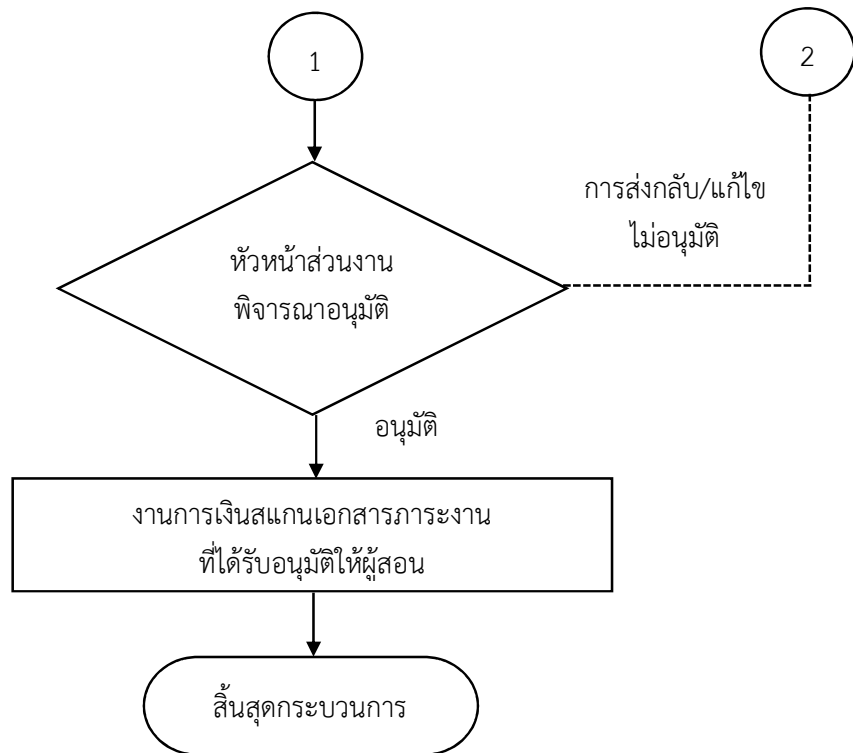 1
2
การส่งกลับ/แก้ไข
ไม่อนุมัติ
หัวหน้าส่วนงาน
พิจารณาอนุมัติ
อนุมัติ
งานการเงินสแกนเอกสารภาระงาน
ที่ได้รับอนุมัติให้ผู้สอน
สิ้นสุดกระบวนการ